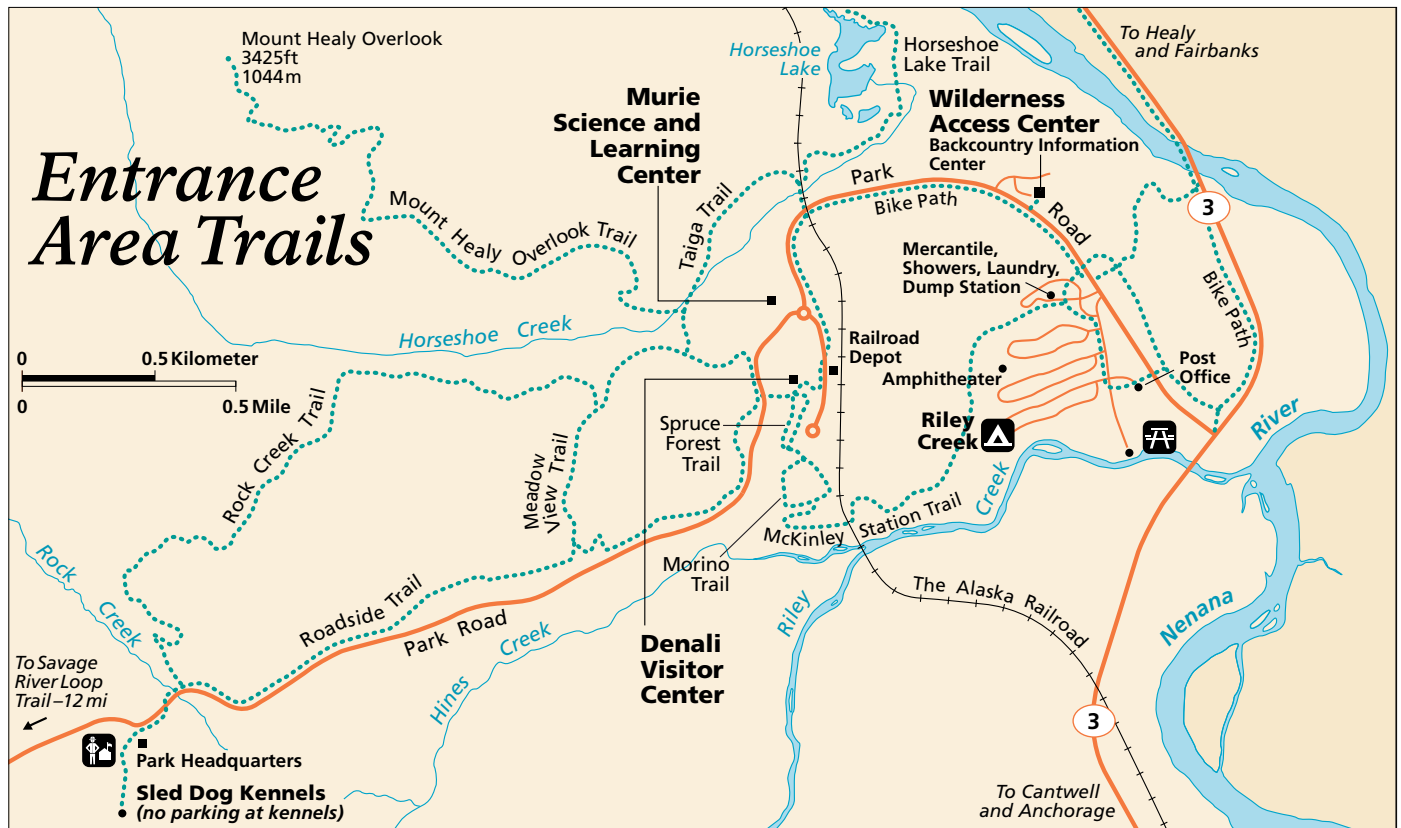 Mount Healy Overlook
3425ft
1044m
Horseshoe
Lake
Horseshoe
Lake Trail
To Healy
and Fairbanks
Entrance
Area Trails
Murie
Science and
Learning
Center
Wilderness
Access Center
Backcountry Information
Center
Mount Healy Overlook Trail
Taiga Trail
Park
Road
Bike Path
3
Mercantile,
Showers, Laundry,
Dump Station
Bike Path
Horseshoe Creek
0
0.5 Kilometer
0
0.5 Mile
Railroad
Depot
Amphitheater
Post
Office
Riley
Creek
Rock Creek Trail
Meadow
View Trail
Spruce
Forest
Trail
River
Creek
McKinley Station Trail
Morino
Trail
Rock
Creek
Roadside Trail
Park Road
Creek
Hines
Riley
The Alaska Railroad
Nenana
Denali
Visitor
Center
To Savage
River Loop
Trail–12 mi
3
Park Headquarters
Sled Dog Kennels
(no parking at kennels)
To Cantwell
and Anchorage